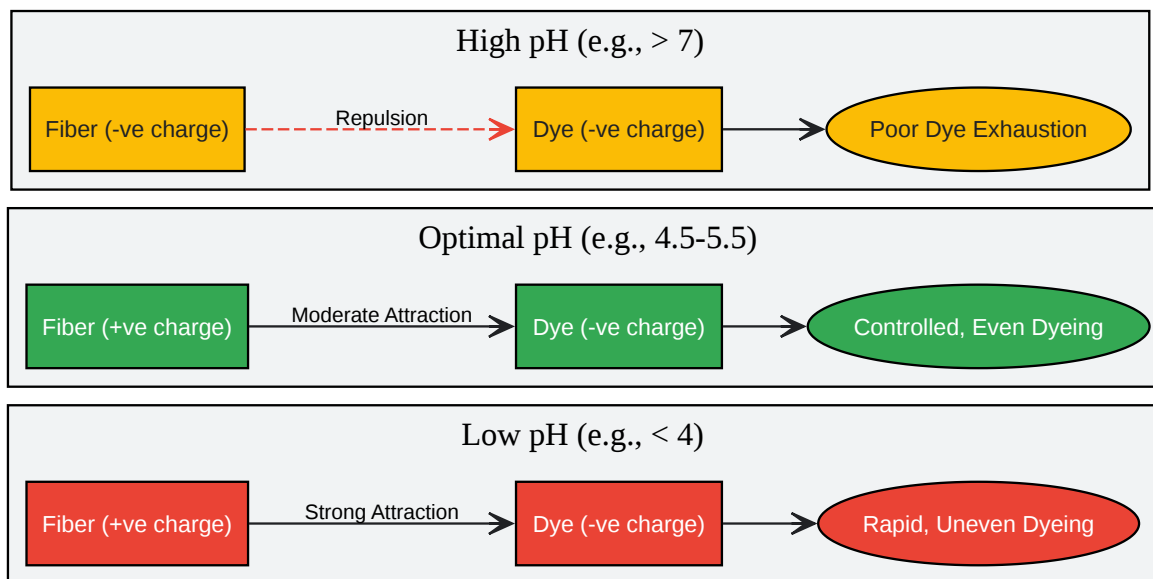 High pH (e.g., > 7)
Fiber (-ve charge)
Repulsion
Dye (-ve charge)
Poor Dye Exhaustion
Optimal pH (e.g., 4.5-5.5)
Fiber (+ve charge)
Moderate Attraction
Dye (-ve charge)
Controlled, Even Dyeing
Low pH (e.g., < 4)
Fiber (+ve charge)
Strong Attraction
Dye (-ve charge)
Rapid, Uneven Dyeing